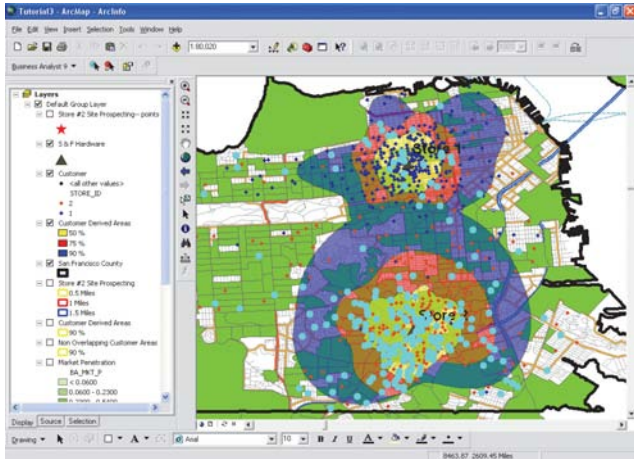 Tutorial3 - ArcMap - ArcInfo
File Edit View Insert Selection Tools Window Help
1:80,020
Business Analyst 9
Layers
Default Group Layer
Store #2 Site Prospecting-- points
S & F Hardware
Customer
<all other values>
STORE_ID
2
1
Customer Derived Areas
50 %
75 %
90 %
San Francisco County
Store #2 Site Prospecting
0.5 Miles
1 Miles
1.5 Miles
Customer Derived Areas
90 %
Non Overlapping Customer Areas
90 %
Market Penetration
BA_MKT_P
< 0.0600
0.0600 - 0.2300
Store
Store
Display Source Selection
Drawing
Arial
10
B I U A
8463.87 2609.45 Miles